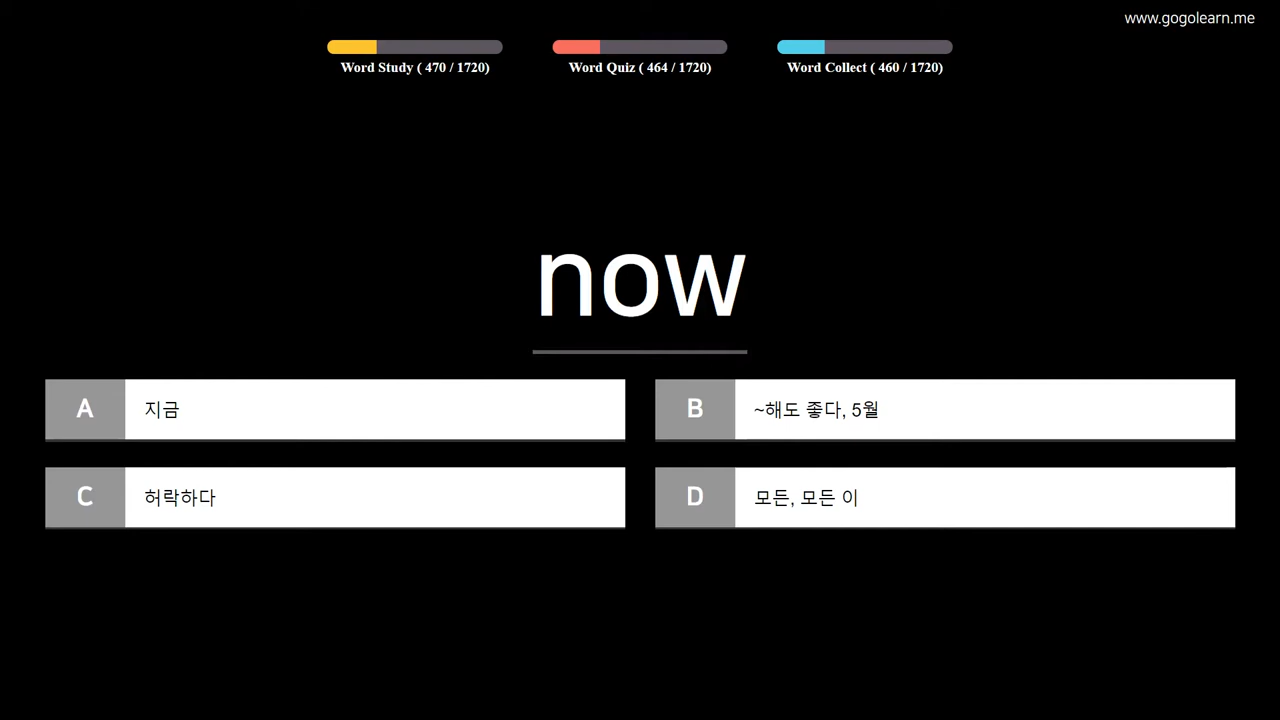 www.gogolearn.me
Word Study ( 470 / 1720)
Word Quiz ( 464 / 1720)
Word Collect ( 460 / 1720)
now
A 지금
B ~해도 좋다, 5월
C 허락하다
D 모든, 모든 이